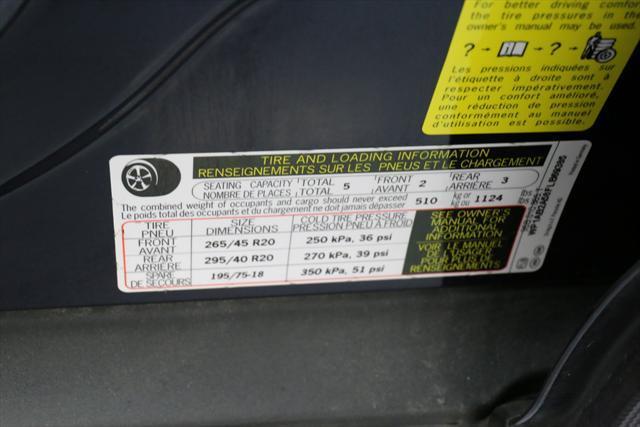 For better driving comfort
the tire pressures in the
owner's manual may be used.
? → → ? →
Les pressions indiquées sur
l'étiquette à droite sont à
respecter impérativement.
Pour un confort amélioré,
une réduction de pression
conformément au manuel
d'utilisation est possible.
TIRE AND LOADING INFORMATION
RENSEIGNEMENTS SUR LES PNEUS ET LE CHARGEMENT
SEATING CAPACITY TOTAL 5 FRONT 2 REAR 3
NOMBRE DE PLACES TOTAL AVANT ARRIÈRE
The combined weight of occupants and cargo should never exceed 510 kg or 1124 lbs
Le poids total des occupants et du chargement ne doit jamais dépasser kg ou lbs
TIRE SIZE COLD TIRE PRESSURE
PNEU DIMENSIONS PRESSION PNEU À FROID
FRONT 265/45 R20 250 kPa, 36 psi
AVANT
REAR 295/40 R20 270 kPa, 39 psi
ARRIÈRE
SPARE 195/75-18 350 kPa, 51 psi
DE SECOURS
SEE OWNER'S
MANUAL FOR
ADDITIONAL
INFORMATION
VOIR LE MANUEL
DE L'USAGER
POUR PLUS DE
RENSEIGNEMENTS